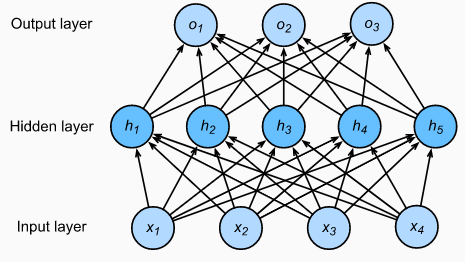 Output layer o1 o2 o3
Hidden layer h1 h2 h3 h4 h5
Input layer x1 x2 x3 x4